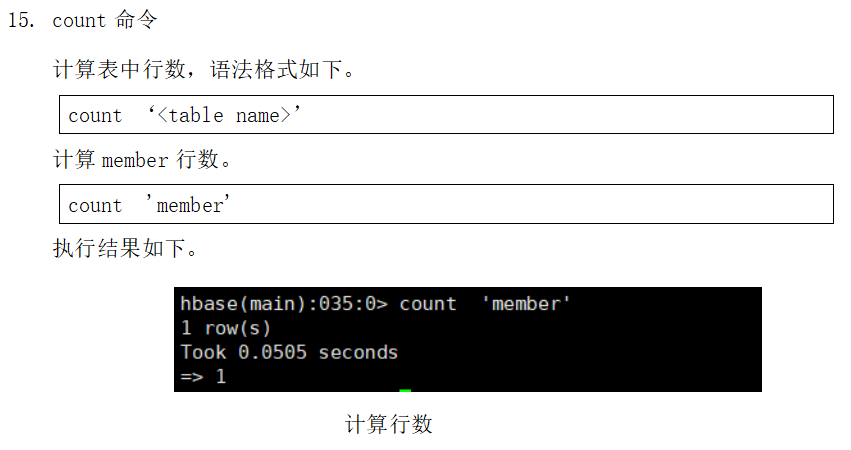 15. count 命令
计算表中行数，语法格式如下。
count ‘<table name>’
计算 member 行数。
count 'member'
执行结果如下。
hbase(main):035:0> count 'member'
1 row(s)
Took 0.0505 seconds
=> 1
计算行数